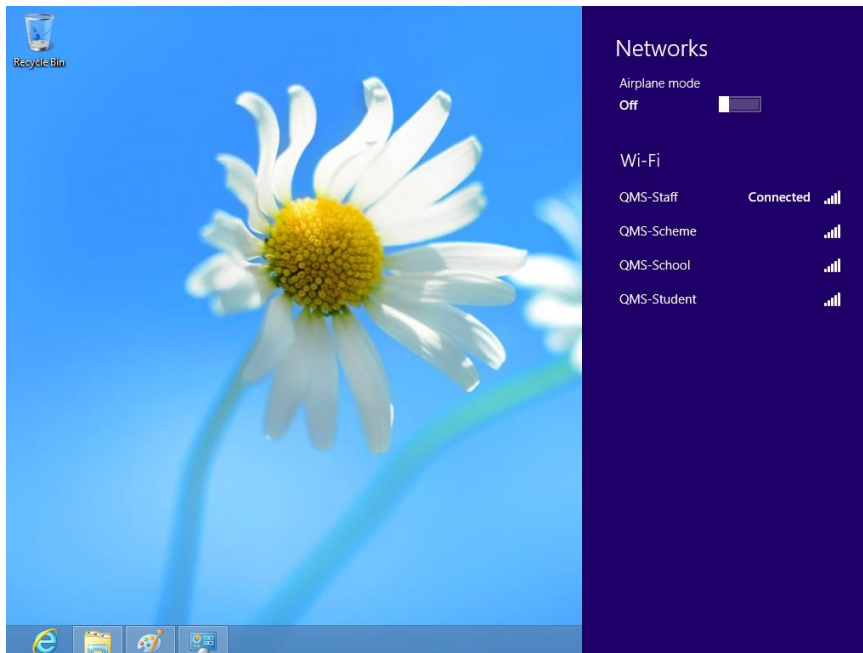 Recycle Bin
Networks
Airplane mode
Off
Wi-Fi
QMS-Staff Connected
QMS-Scheme
QMS-School
QMS-Student